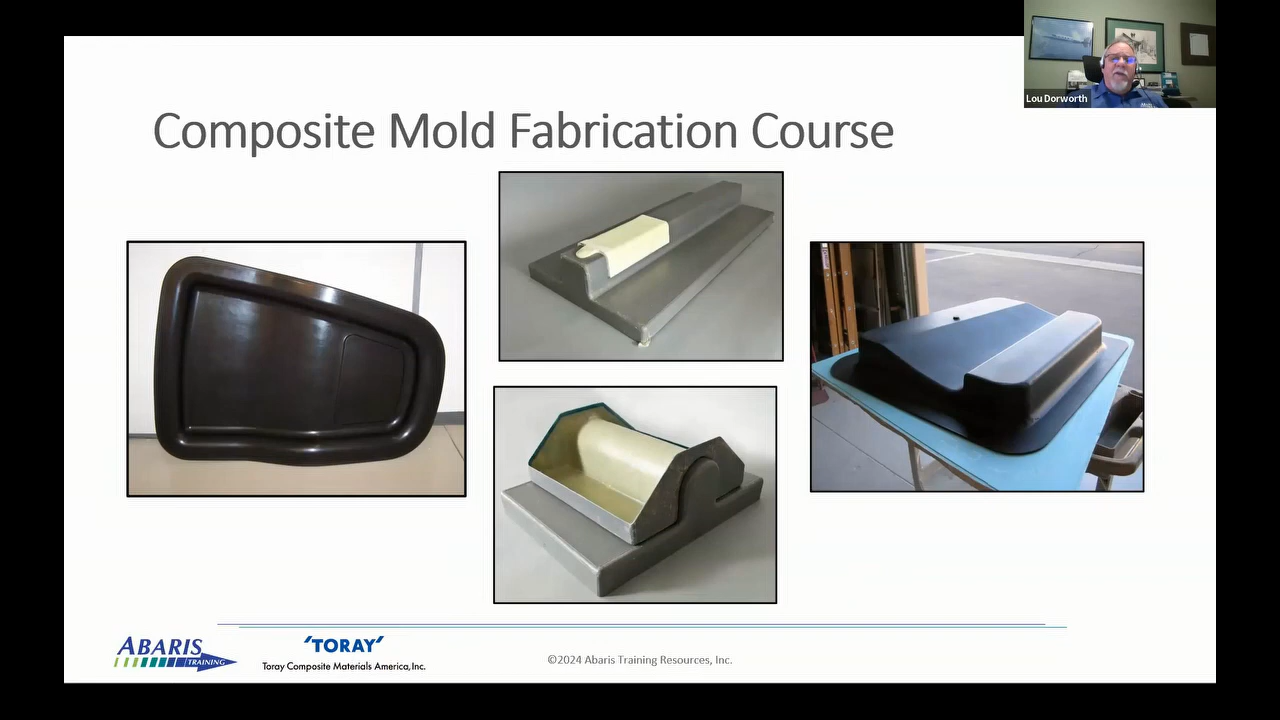 Lou Dorworth
Composite Mold Fabrication Course
ABARIS
TRAINING
'TORAY'
Toray Composite Materials America, Inc.
©2024 Abaris Training Resources, Inc.